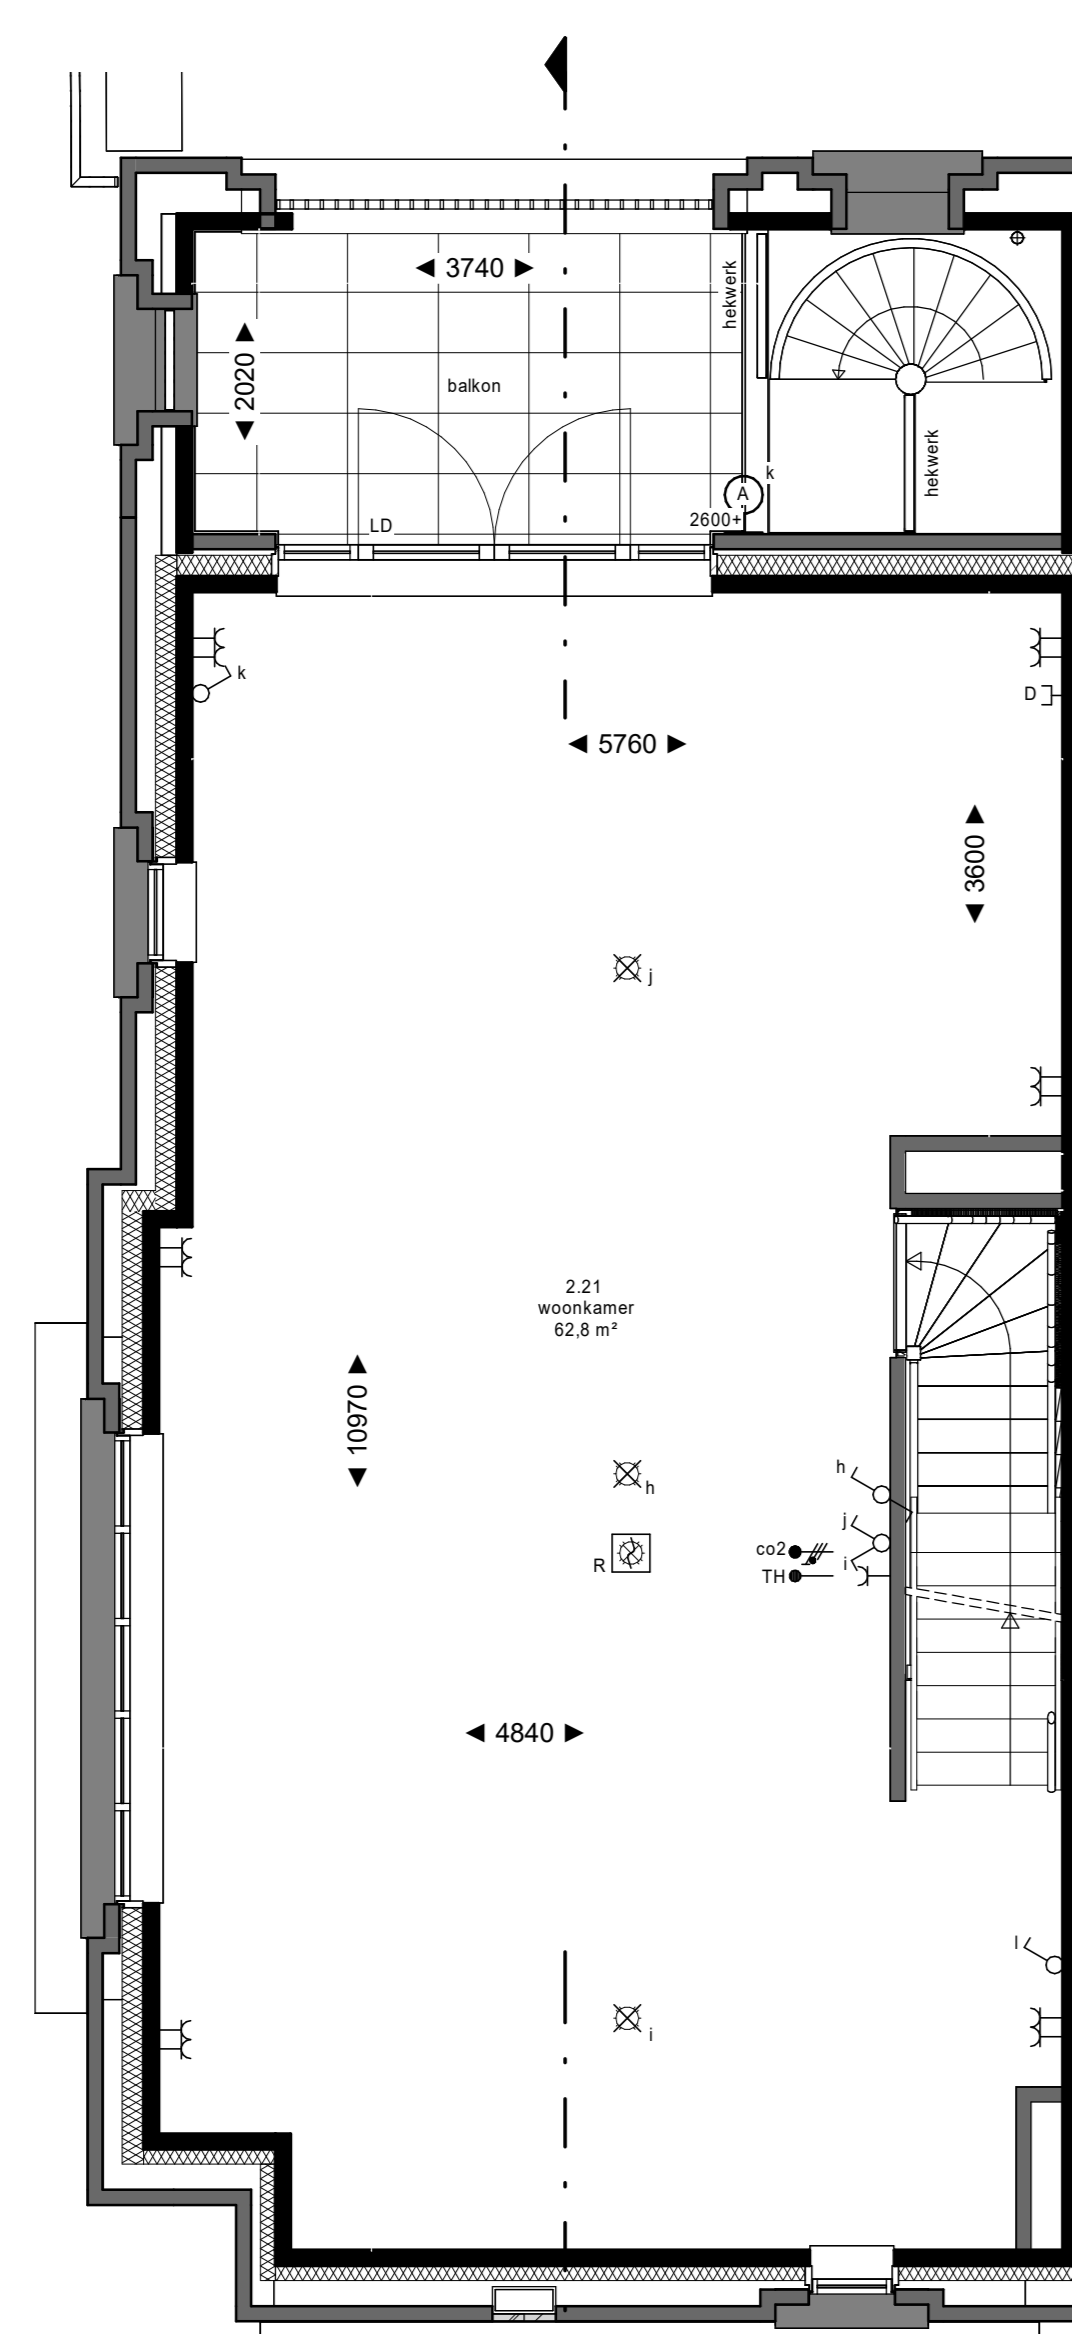 3740
hekwerk
2020
balkon
hekwerk
k
A
2600+
LD
k
D
5760
3600
j
2.21
woonkamer
62,8 m²
10970
h
h
j
co2
i
R
TH
4840
l
i